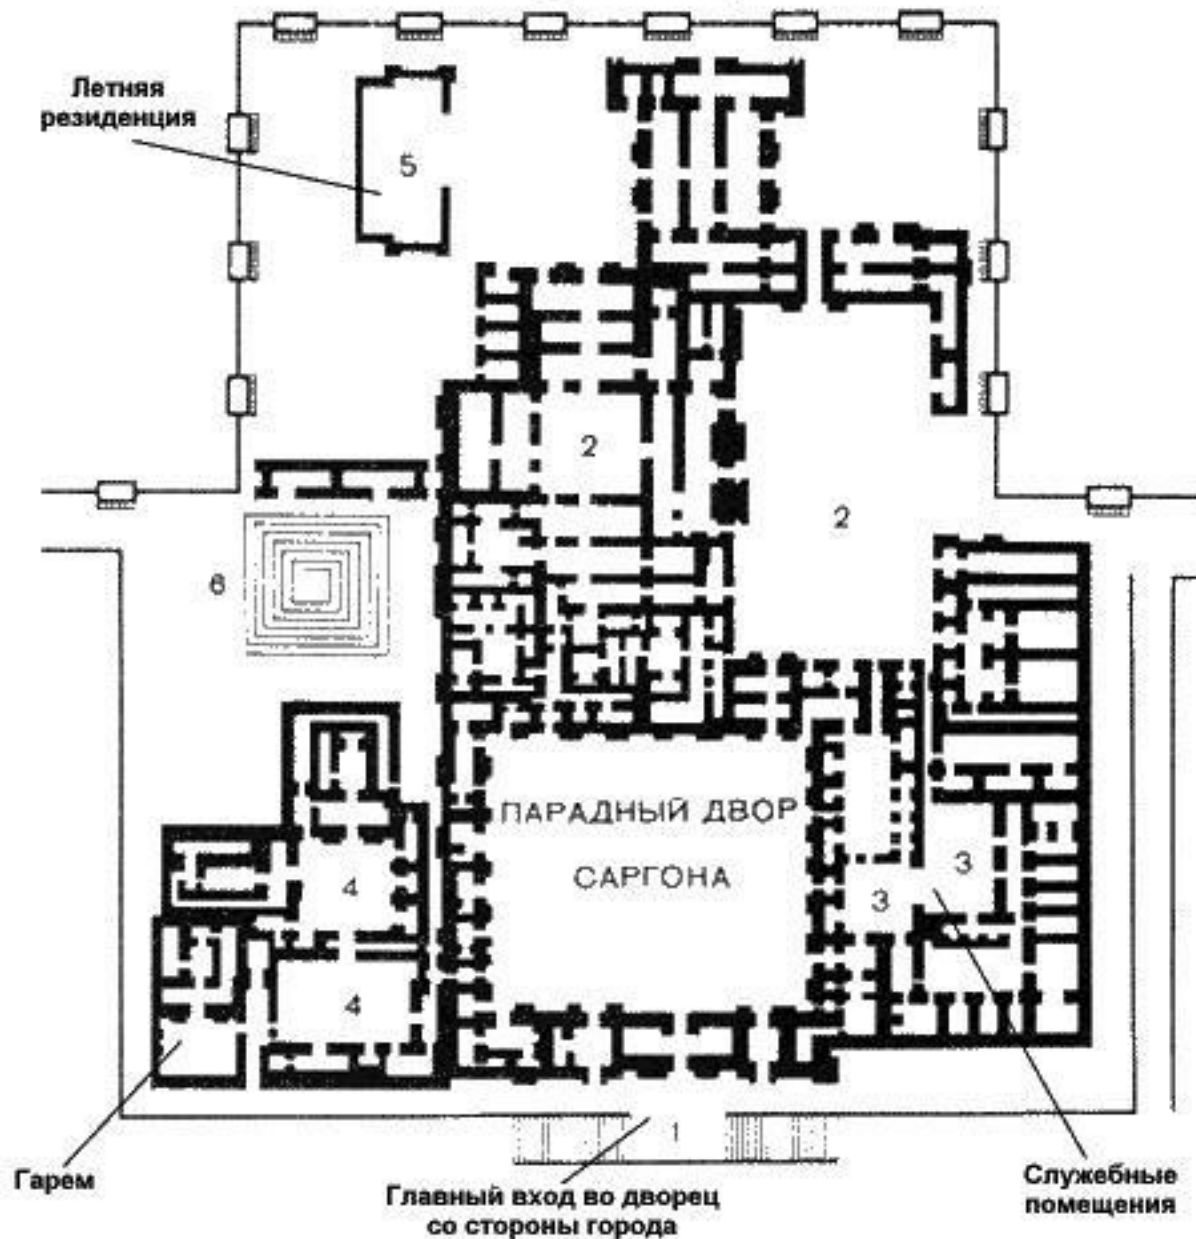 Летняя
резиденция
5
2
2
6
ПАРАДНЫЙ ДВОР
САРГОНА
4
3
3
4
1
Гарем
Главный вход во дворец
со стороны города
Служебные
помещения